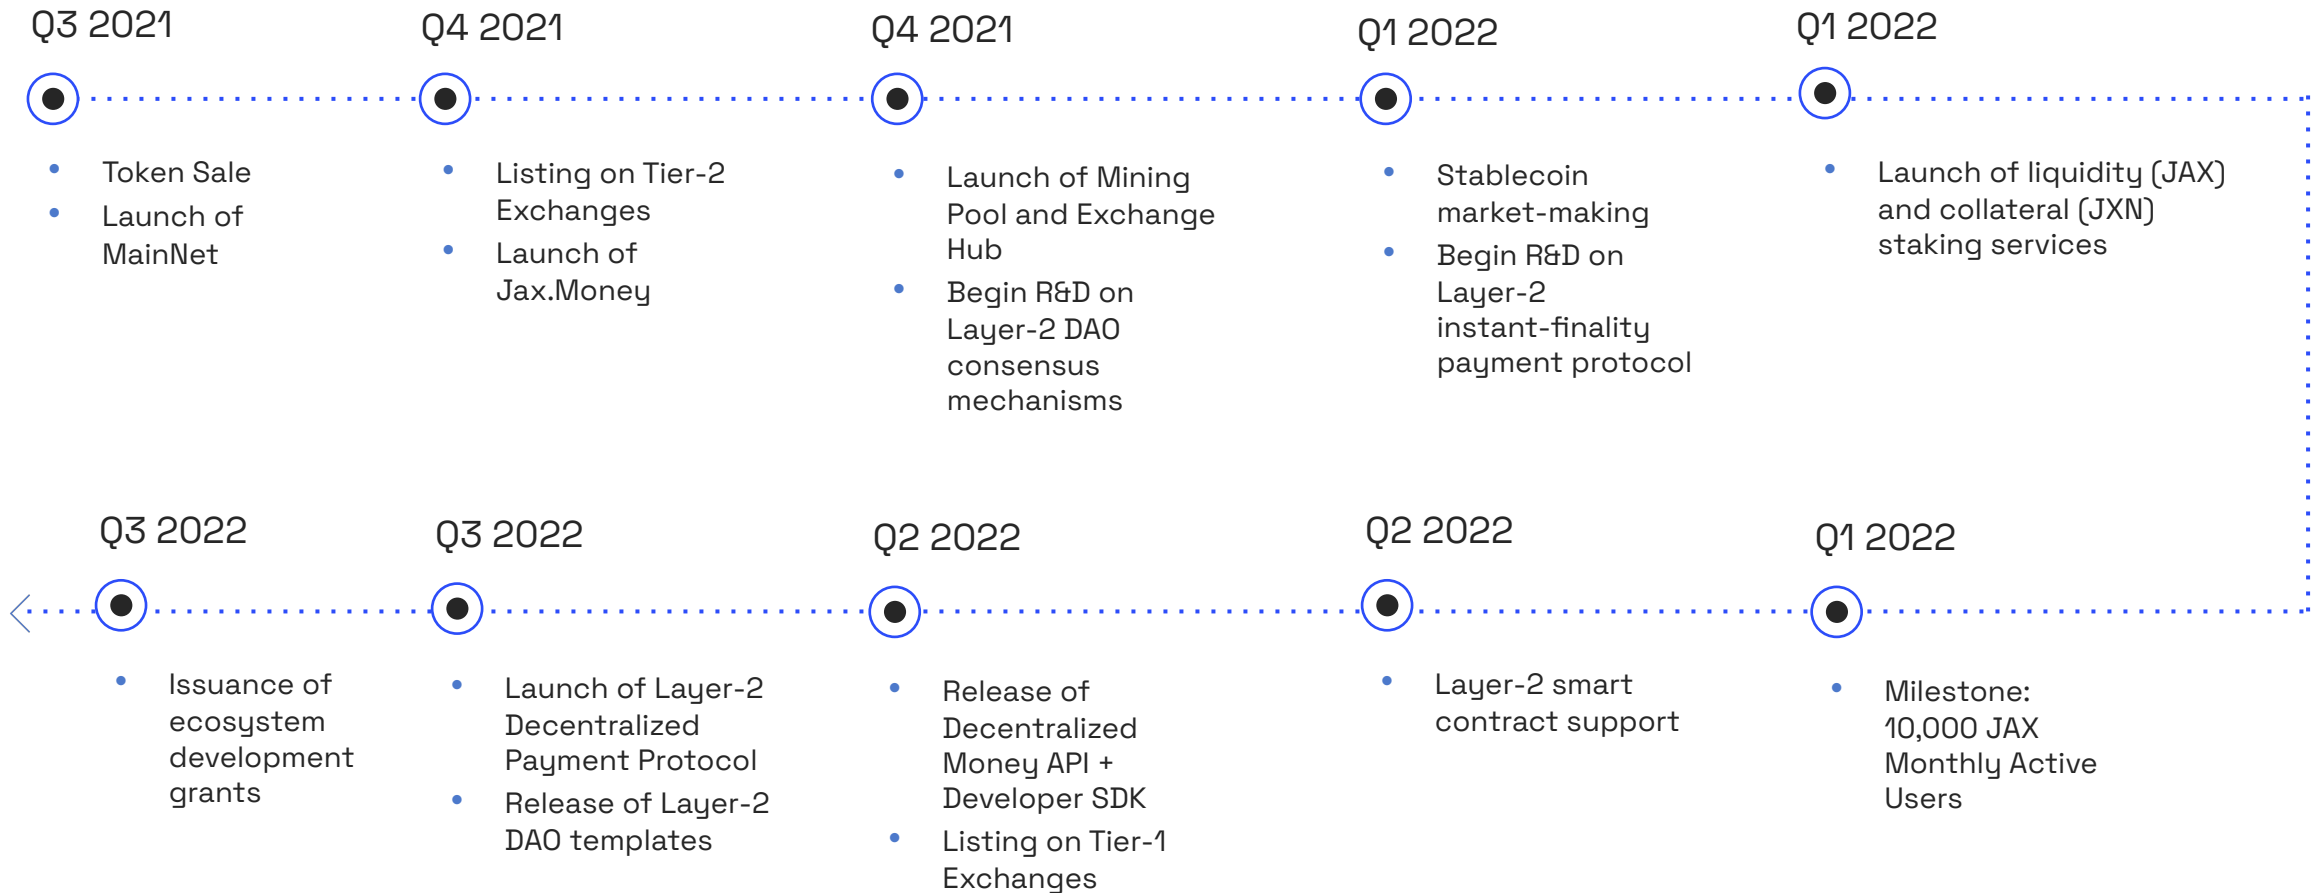 Q3 2021
Token Sale
Launch of
MainNet
Q4 2021
Listing on Tier-2
Exchanges
Launch of
Jax.Money
Q4 2021
Launch of Mining
Pool and Exchange
Hub
Begin R&D on
Layer-2 DAO
consensus
mechanisms
Q1 2022
Stablecoin
market-making
Begin R&D on
Layer-2
instant-finality
payment protocol
Q1 2022
Launch of liquidity (JAX)
and collateral (JXN)
staking services
Q1 2022
Milestone:
10,000 JAX
Monthly Active
Users
Q2 2022
Layer-2 smart
contract support
Q2 2022
Release of
Decentralized
Money API +
Developer SDK
Listing on Tier-1
Exchanges
Q3 2022
Launch of Layer-2
Decentralized
Payment Protocol
Release of Layer-2
DAO templates
Q3 2022
Issuance of
ecosystem
development
grants